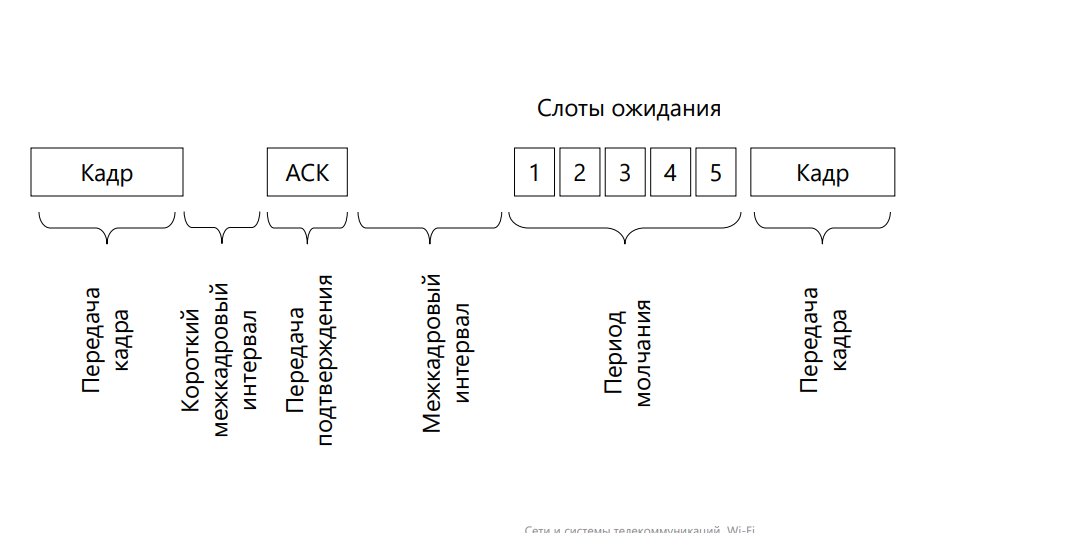 Слоты ожидания
Кадр
АСК
1
2
3
4
5
Кадр
Передача
кадра
Короткий
межкадровый
интервал
Передача
подтверждения
Межкадровый
интервал
Период
молчания
Передача
кадра
Сети и системы телекоммуникаций. Wi-Fi